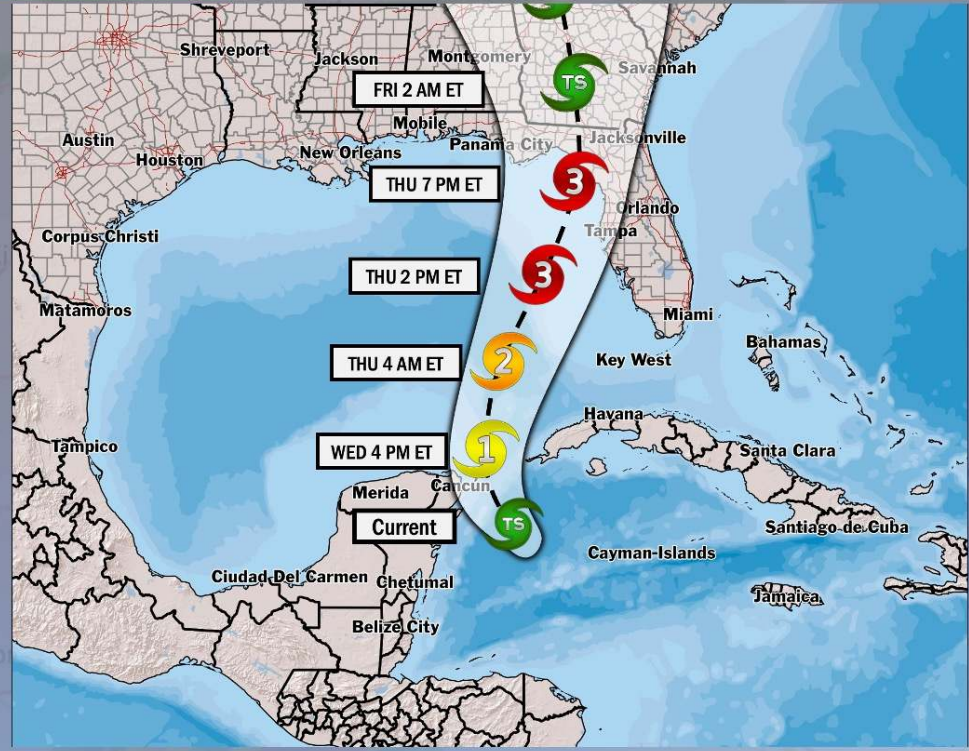 TS
Shreveport
Jackson
Montgomery
Savannah
FRI 2 AM ET
Austin
Mobile
Houston
New Orleans
Panama City
Jacksonville
THU 7 PM ET
3
Orlando
Tampa
Corpus Christi
THU 2 PM ET
3
Matamoros
Miami
Bahamas
THU 4 AM ET
2
Key West
Havana
Tampico
WED 4 PM ET
1
Santa Clara
Merida
Cancún
Current
TS
Santiago de Cuba
Cayman Islands
Ciudad Del Carmen
Chetumal
Jamaica
Belize City